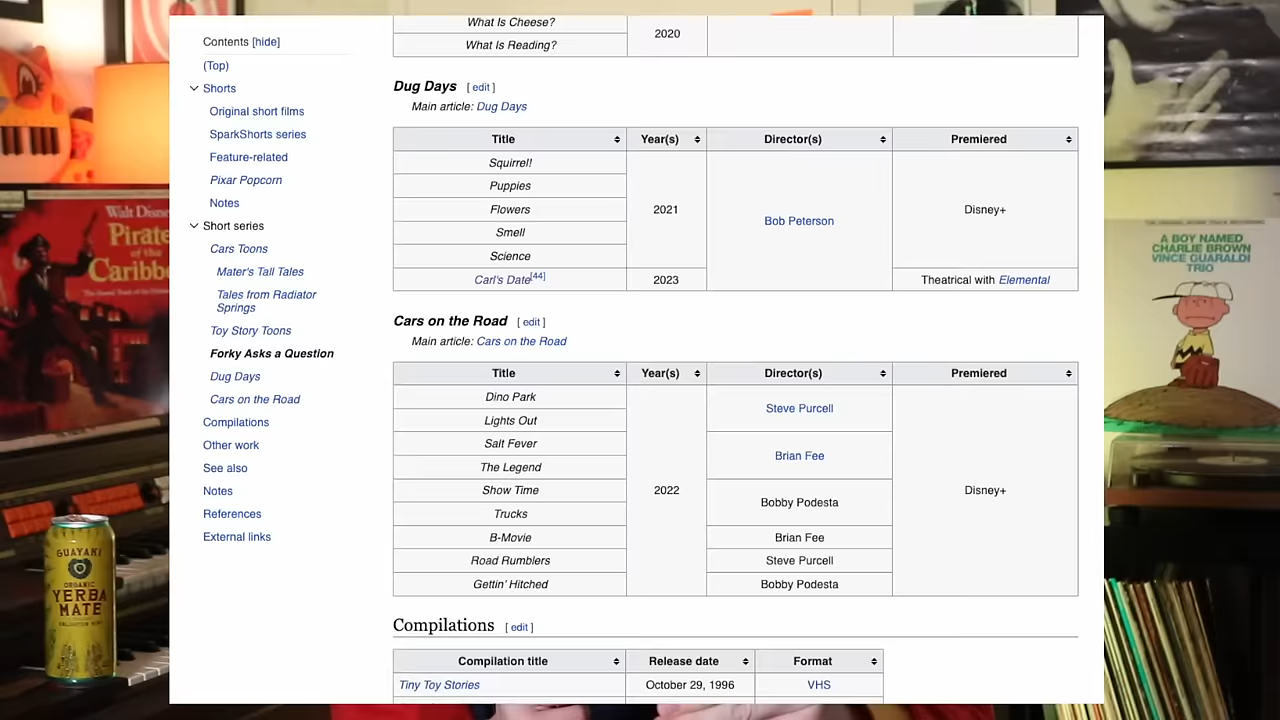 Contents [hide]
(Top)
Shorts
Original short films
SparkShorts series
Feature-related
Pixar Popcorn
Notes
Short series
Cars Toons
Mater's Tall Tales
Tales from Radiator
Springs
Toy Story Toons
Forky Asks a Question
Dug Days
Cars on the Road
Compilations
Other work
See also
Notes
References
External links
What Is Cheese?
What Is Reading?
2020
Dug Days [ edit ]
Main article: Dug Days
Title Year(s) Director(s) Premiered
Squirrel!
Puppies
Flowers
Smell
Science
2021
Bob Peterson
Disney+
Carl's Date[44] 2023 Theatrical with Elemental
Cars on the Road [ edit ]
Main article: Cars on the Road
Title Year(s) Director(s) Premiered
Dino Park
Lights Out
Steve Purcell
Salt Fever
The Legend
Brian Fee
Show Time
Trucks
2022
Bobby Podesta
Disney+
B-Movie Brian Fee
Road Rumblers Steve Purcell
Gettin' Hitched Bobby Podesta
Compilations [ edit ]
Compilation title Release date Format
Tiny Toy Stories October 29, 1996 VHS
Walt Disne
Pirate
of the
Caribbe
GUAYAKI
ORGANIC
YERBA
MATE
A BOY NAMED
CHARLIE BROWN
VINCE GUARALDI
TRIO